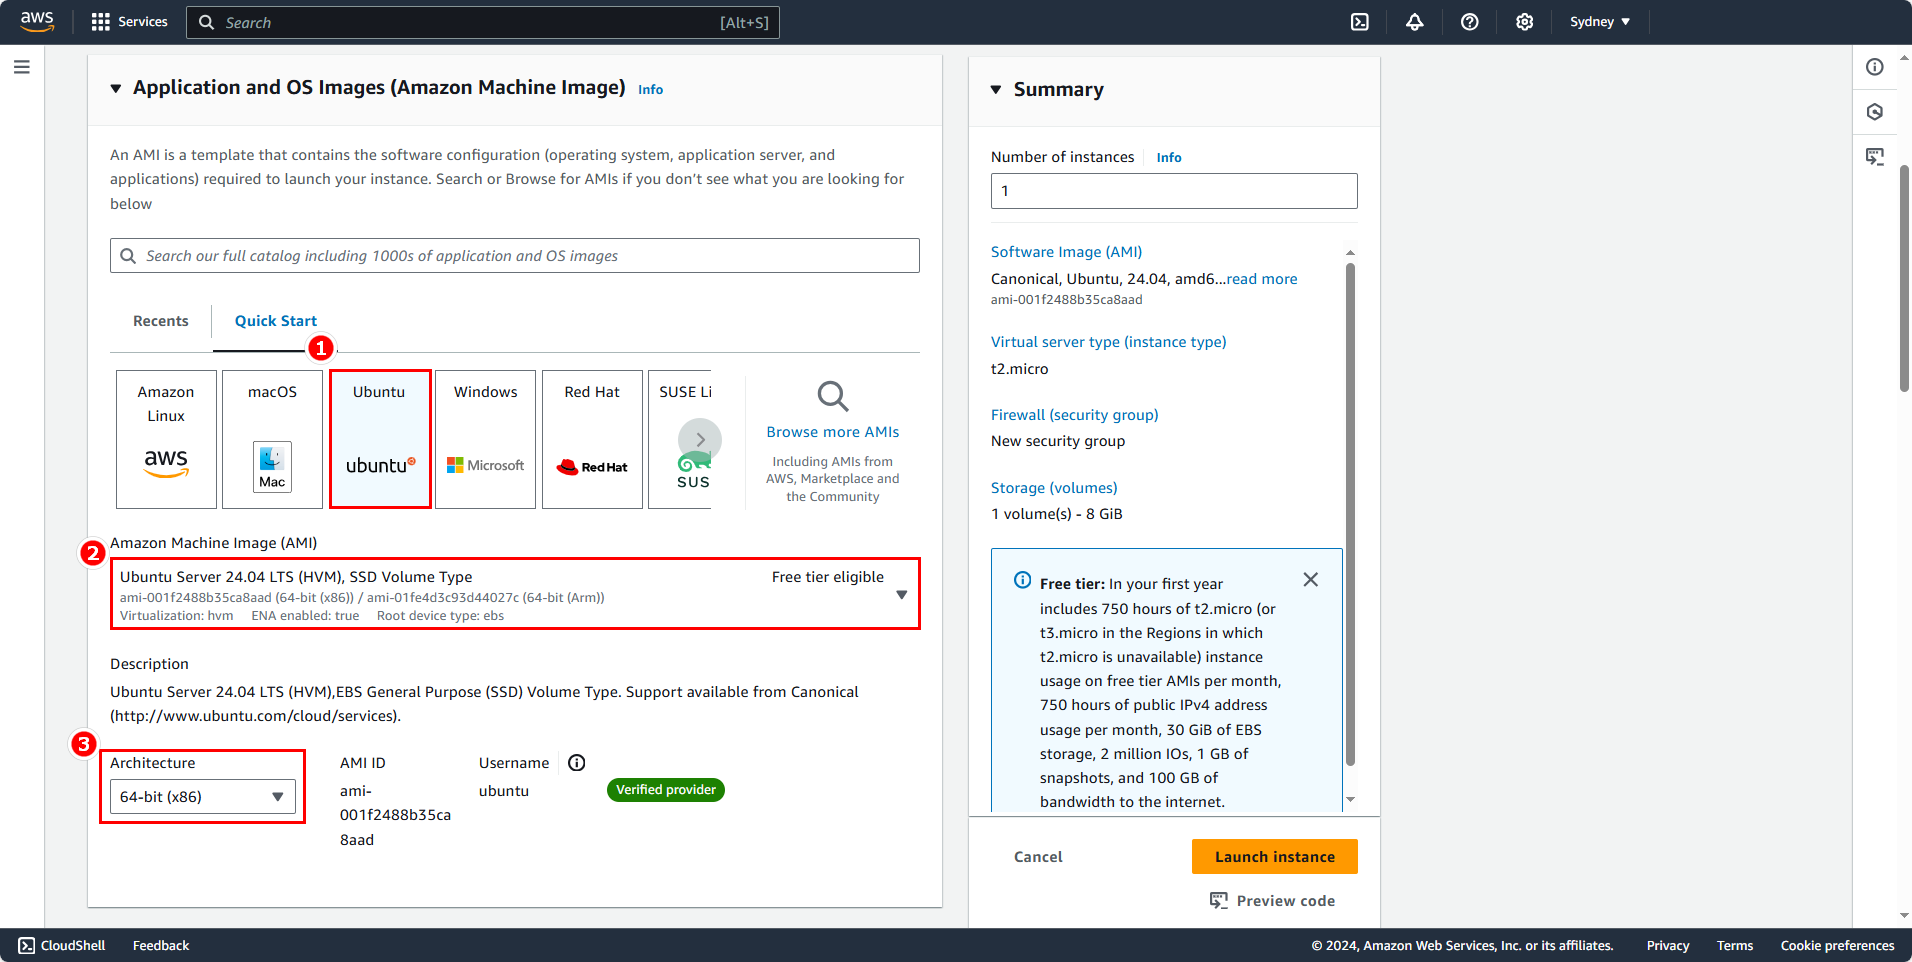 aws
Services
Search
[Alt+S]
Sydney
Application and OS Images (Amazon Machine Image)
Info
An AMI is a template that contains the software configuration (operating system, application server, and
applications) required to launch your instance. Search or Browse for AMIs if you don’t see what you are looking for
below
Search our full catalog including 1000s of application and OS images
Recents
Quick Start
1
Amazon
Linux
aws
macOS
Mac
Ubuntu
ubuntu
Windows
Microsoft
Red Hat
Red Hat
SUSE Li
SUS
Browse more AMIs
Including AMIs from
AWS, Marketplace and
the Community
2
Amazon Machine Image (AMI)
Ubuntu Server 24.04 LTS (HVM), SSD Volume Type
Free tier eligible
ami-001f2488b35ca8aad (64-bit (x86)) / ami-01fe4d3c93d44027c (64-bit (Arm))
Virtualization: hvm ENA enabled: true Root device type: ebs
Description
Ubuntu Server 24.04 LTS (HVM),EBS General Purpose (SSD) Volume Type. Support available from Canonical
(http://www.ubuntu.com/cloud/services).
3
Architecture
64-bit (x86)
AMI ID
ami-
001f2488b35ca
8aad
Username
ubuntu
Verified provider
Summary
Number of instances
Info
1
Software Image (AMI)
Canonical, Ubuntu, 24.04, amd6...read more
ami-001f2488b35ca8aad
Virtual server type (instance type)
t2.micro
Firewall (security group)
New security group
Storage (volumes)
1 volume(s) - 8 GiB
Free tier: In your first year
includes 750 hours of t2.micro (or
t3.micro in the Regions in which
t2.micro is unavailable) instance
usage on free tier AMIs per month,
750 hours of public IPv4 address
usage per month, 30 GiB of EBS
storage, 2 million IOs, 1 GB of
snapshots, and 100 GB of
bandwidth to the internet.
Cancel
Launch instance
Preview code
CloudShell
Feedback
© 2024, Amazon Web Services, Inc. or its affiliates.
Privacy
Terms
Cookie preferences